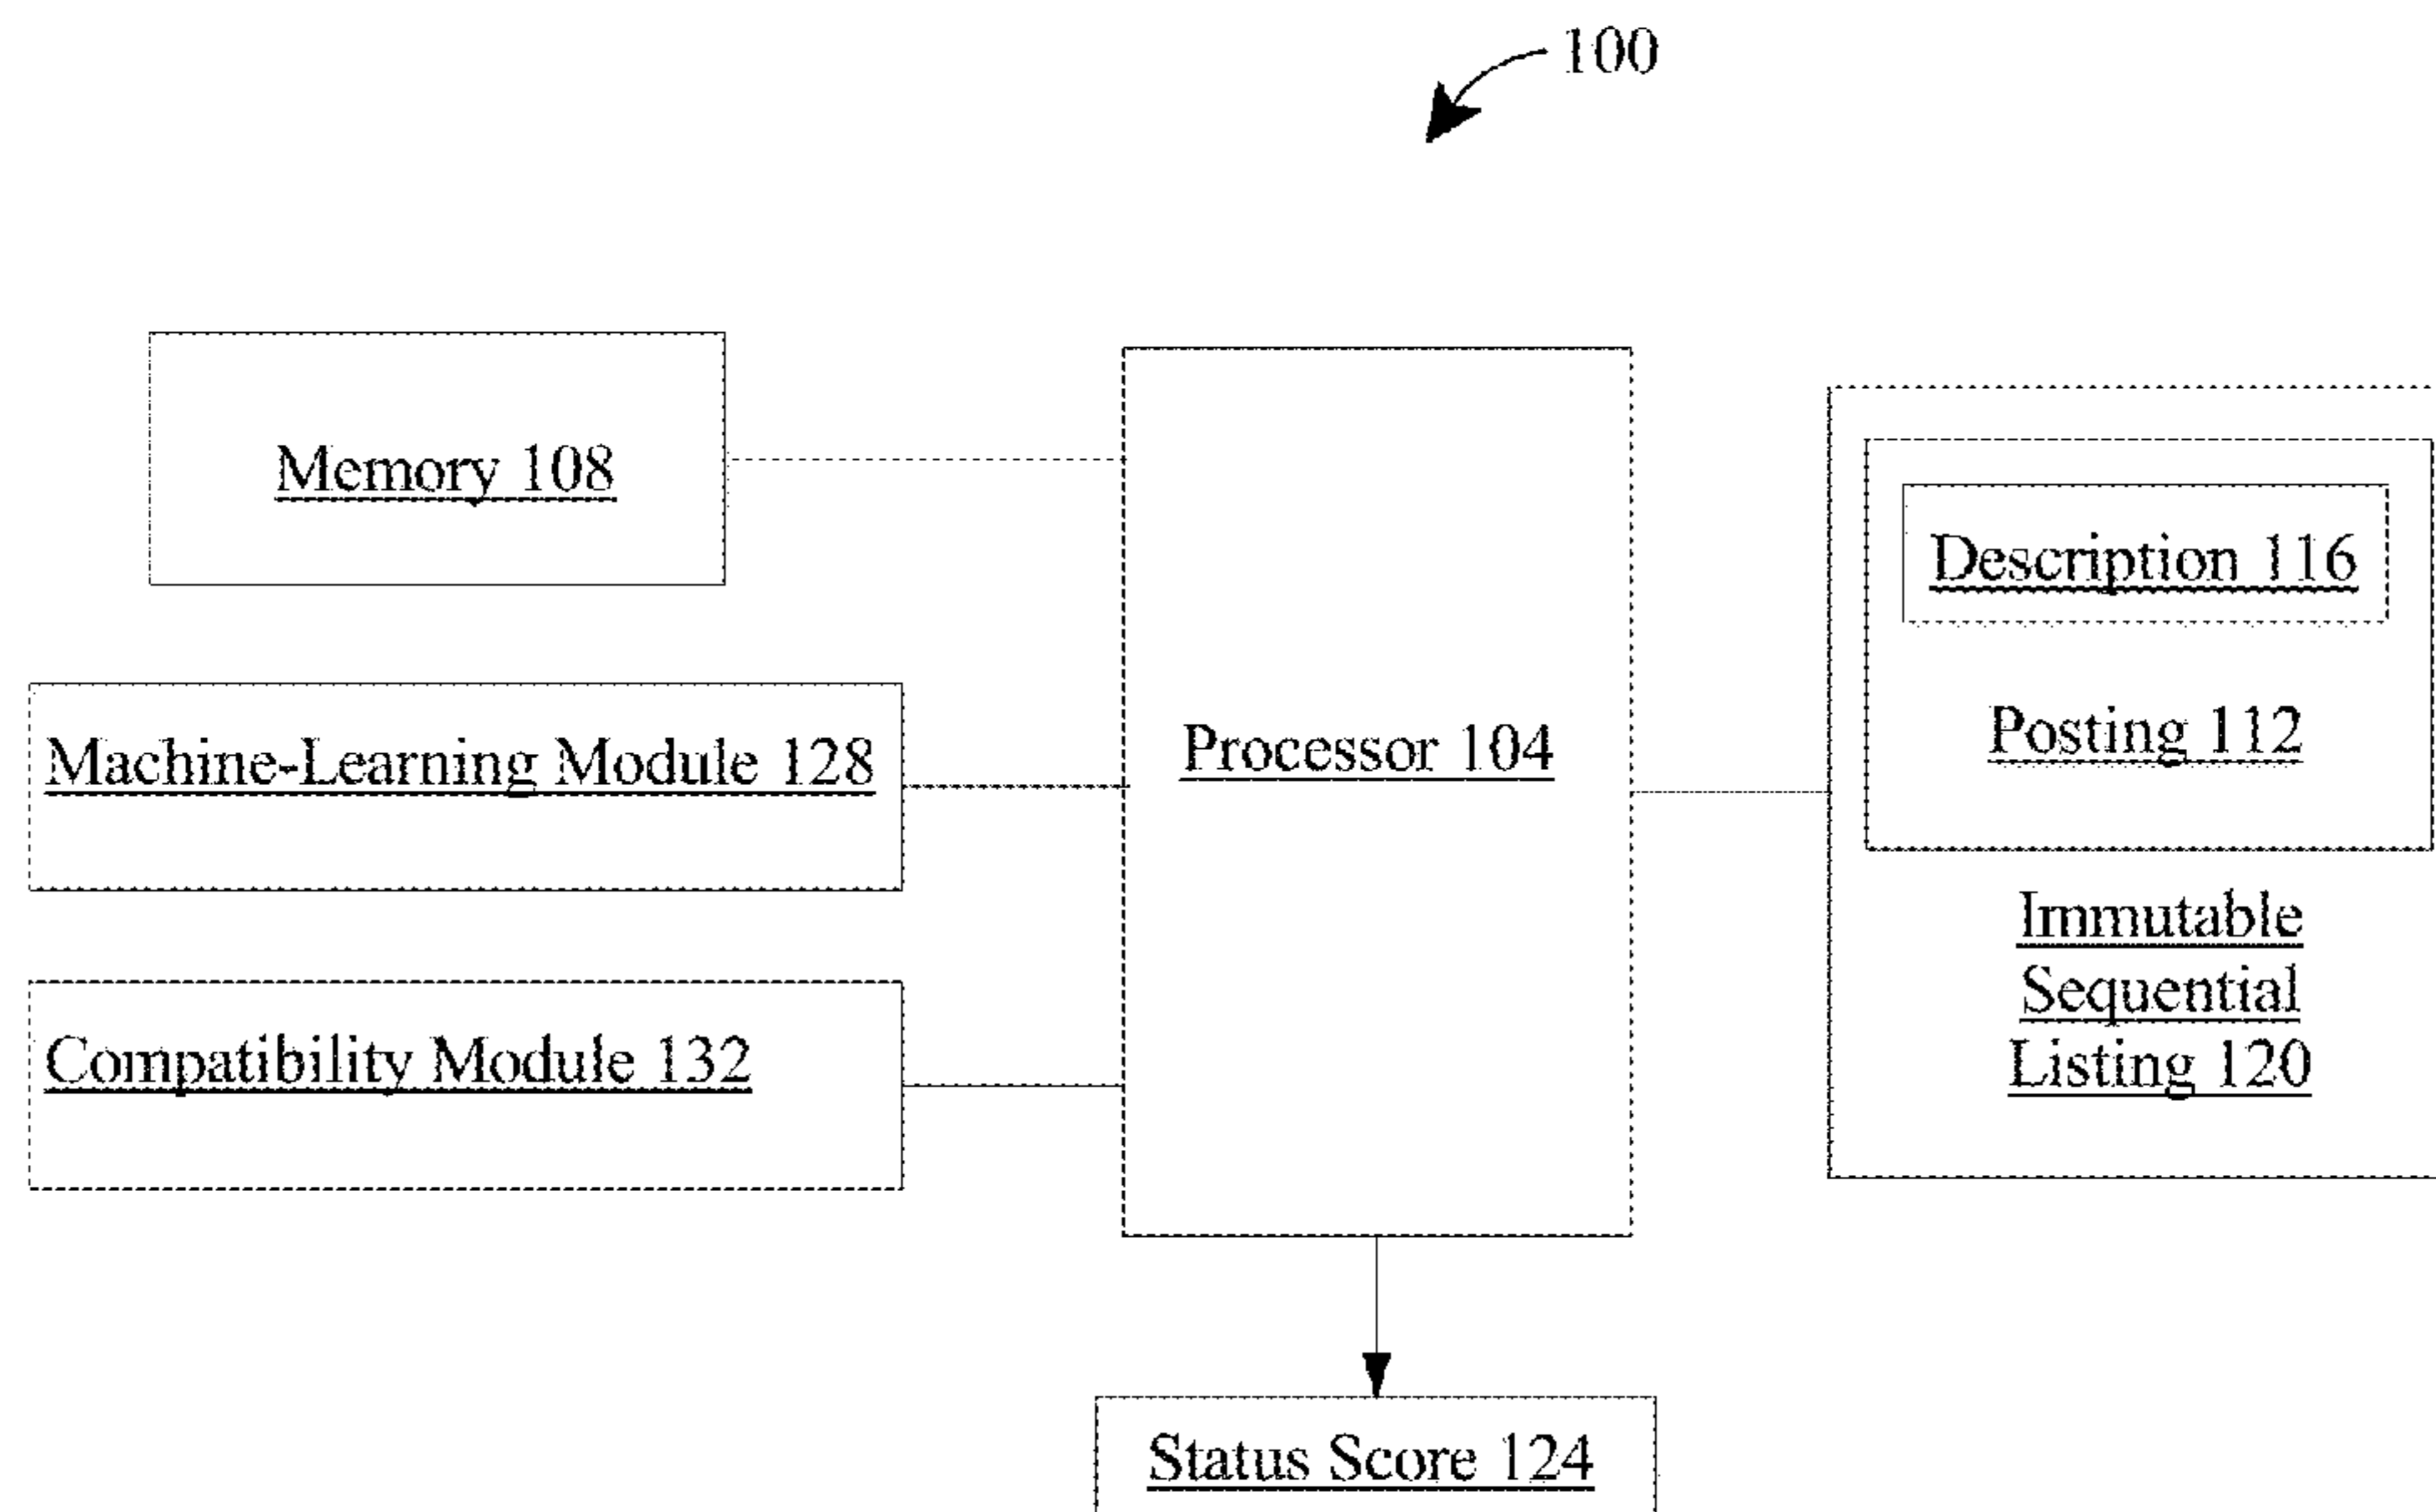 100
Memory 108
Machine-Learning Module 128
Compatibility Module 132
Processor 104
Description 116
Posting 112
Immutable
Sequential
Listing 120
Status Score 124